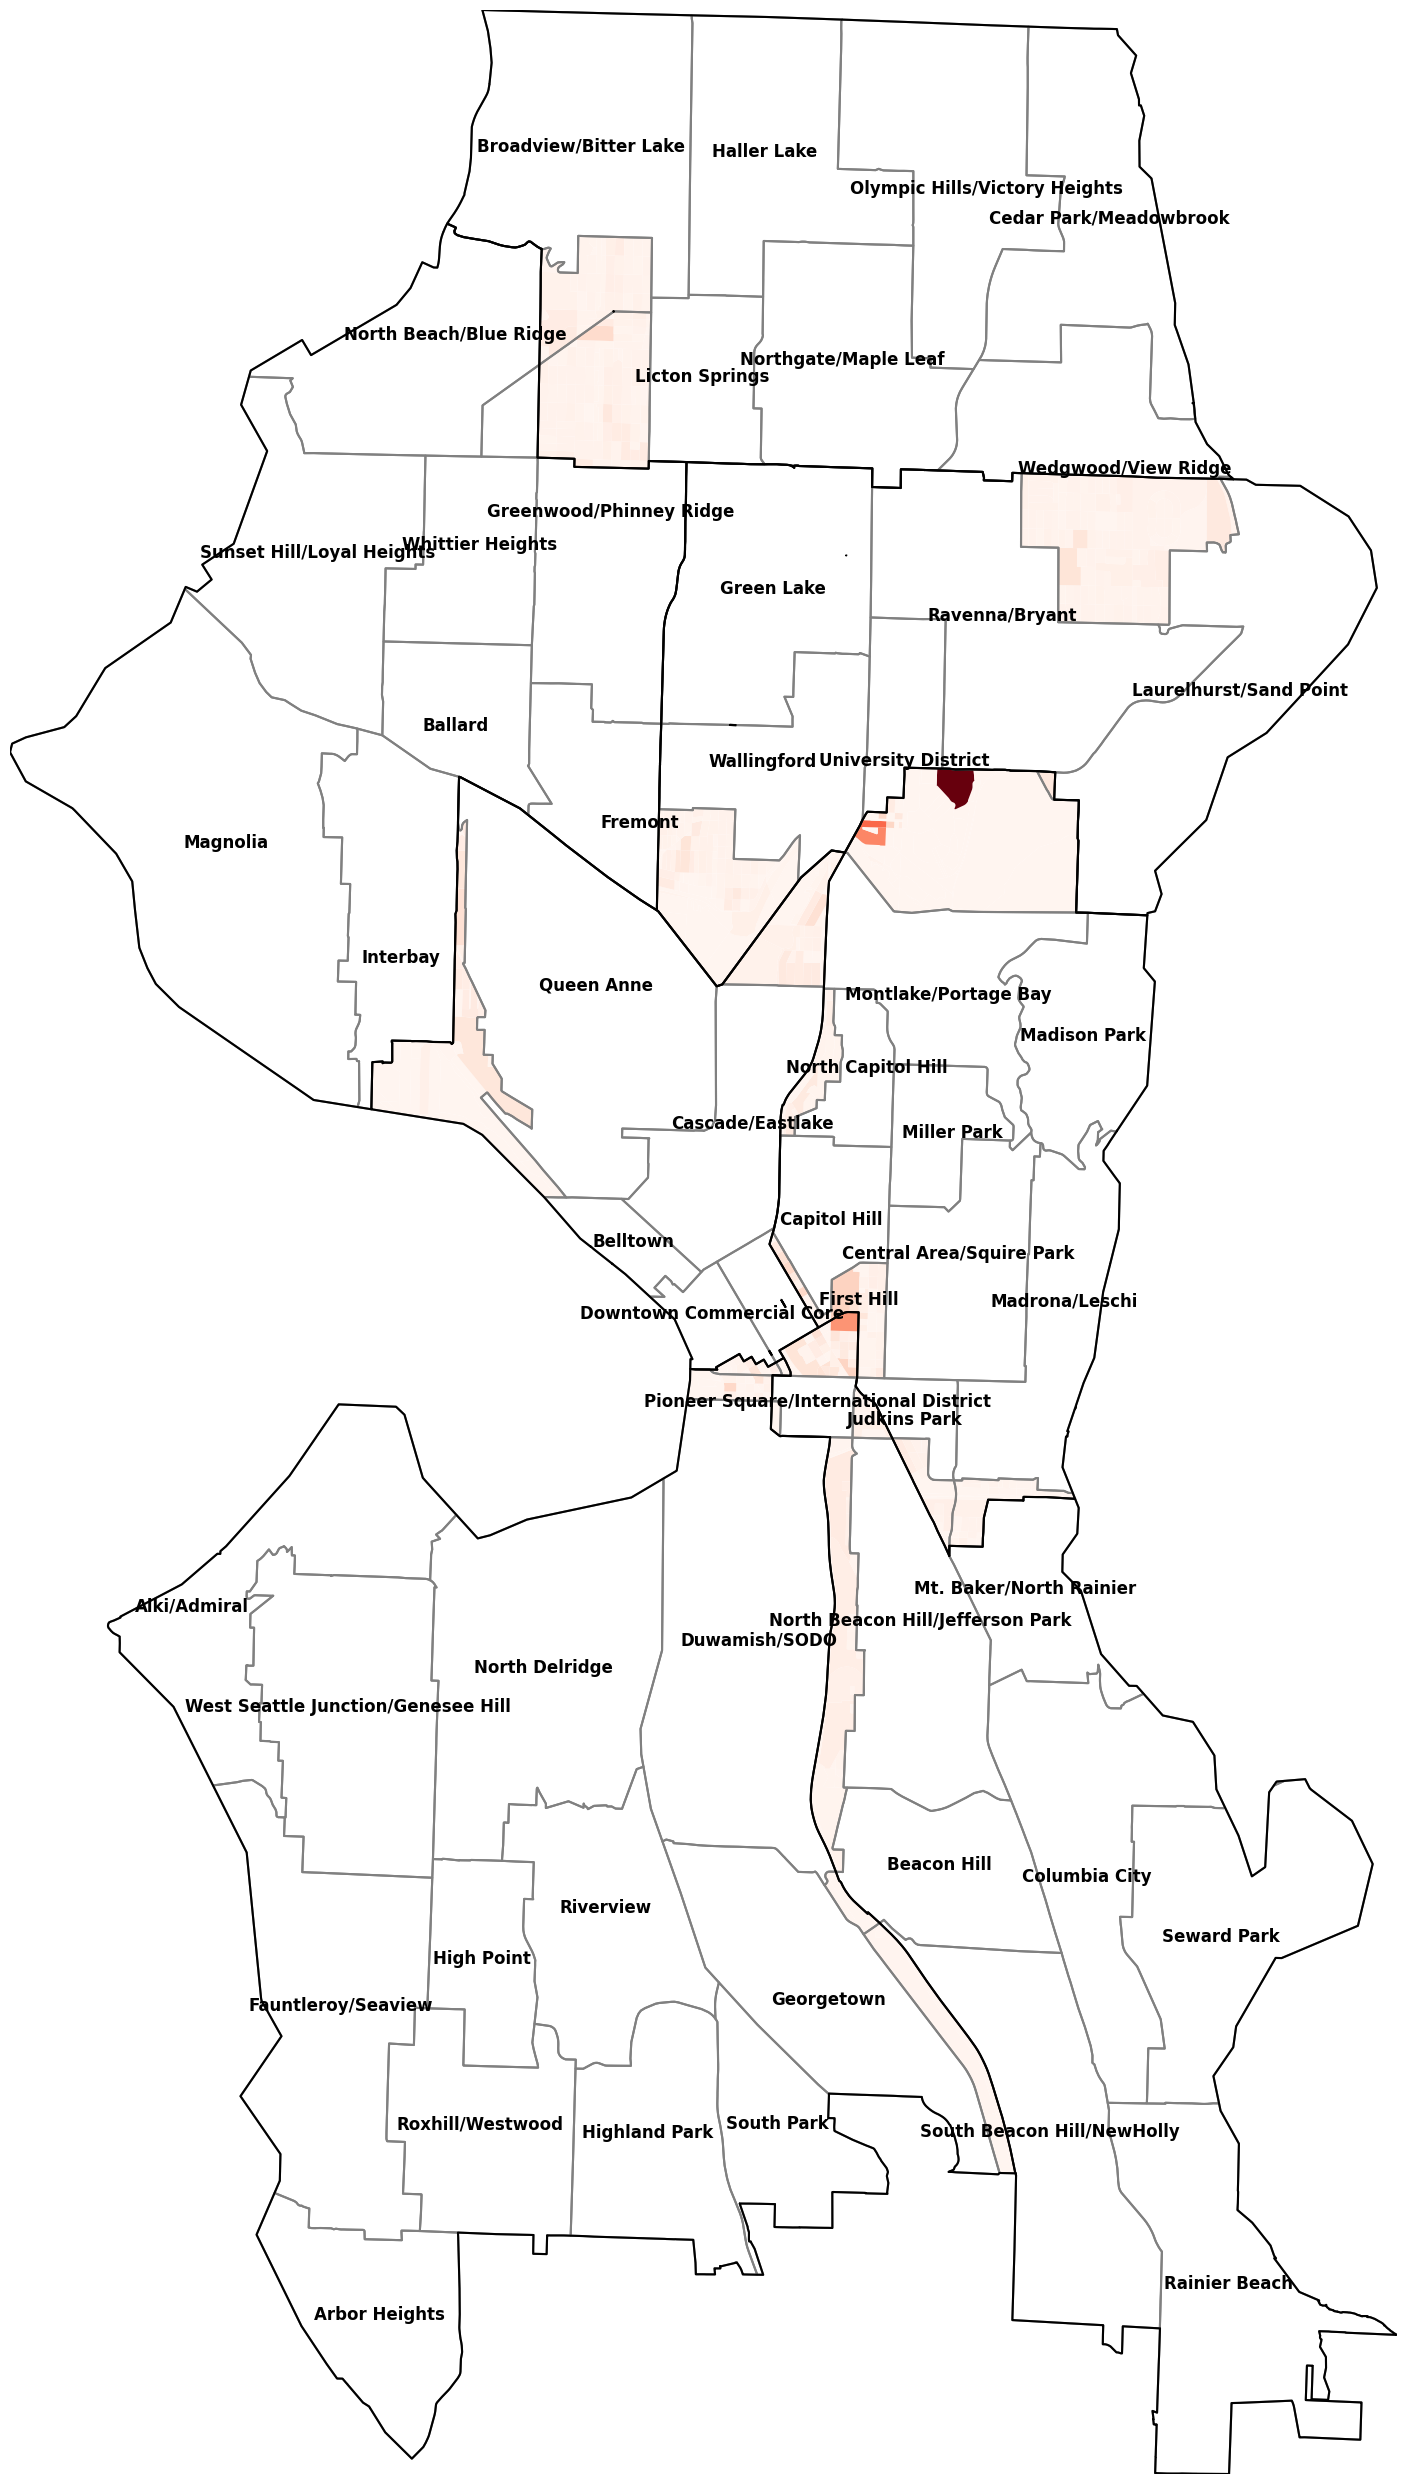 Broadview/Bitter Lake
Haller Lake
Olympic Hills/Victory Heights
Cedar Park/Meadowbrook
North Beach/Blue Ridge
Northgate/Maple Leaf
Licton Springs
Wedgwood/View Ridge
Greenwood/Phinney Ridge
Whittier Heights
Sunset Hill/Loyal Heights
Green Lake
Ravenna/Bryant
Laurelhurst/Sand Point
Ballard
Wallingford
University District
Fremont
Magnolia
Interbay
Queen Anne
Montlake/Portage Bay
Madison Park
North Capitol Hill
Cascade/Eastlake
Miller Park
Capitol Hill
Belltown
Central Area/Squire Park
First Hill
Madrona/Leschi
Downtown Commercial Core
Pioneer Square/International District
Judkins Park
Mt. Baker/North Rainier
Alki/Admiral
North Beacon Hill/Jefferson Park
Duwamish/SODO
North Delridge
West Seattle Junction/Genesee Hill
Beacon Hill
Columbia City
Riverview
Seward Park
High Point
Georgetown
Fauntleroy/Seaview
South Park
Roxhill/Westwood
Highland Park
South Beacon Hill/NewHolly
Rainier Beach
Arbor Heights